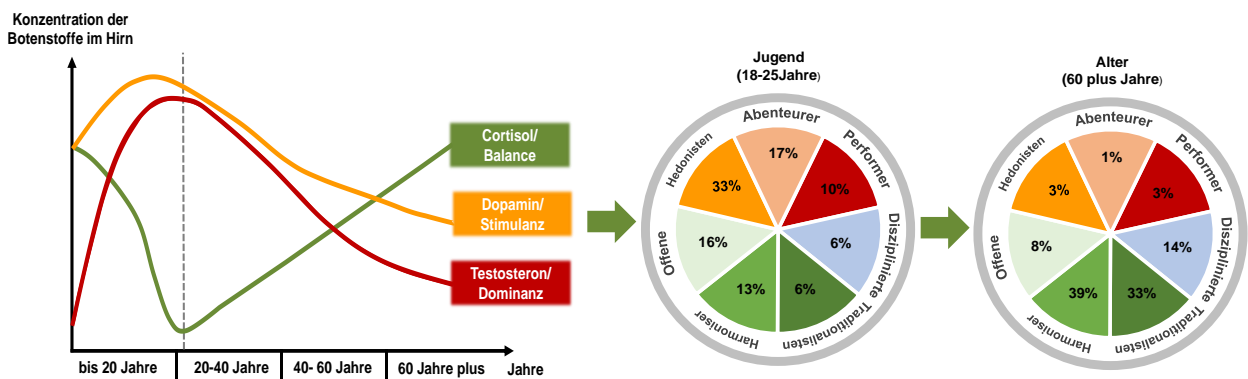 Konzentration der
Botenstoffe im Hirn
Cortisol/
Balance
Dopamin/
Stimulanz
Testosteron/
Dominanz
bis 20 Jahre
20-40 Jahre
40- 60 Jahre
60 Jahre plus
Jahre
Jugend
(18-25Jahre)
Abenteurer
17%
Performer
10%
Disziplinierte
6%
Traditionalisten
6%
Harmoniser
13%
Offene
16%
Hedonisten
33%
Alter
(60 plus Jahre)
Abenteurer
1%
Performer
3%
Disziplinierte
14%
Traditionalisten
33%
Harmoniser
39%
Offene
8%
Hedonisten
3%